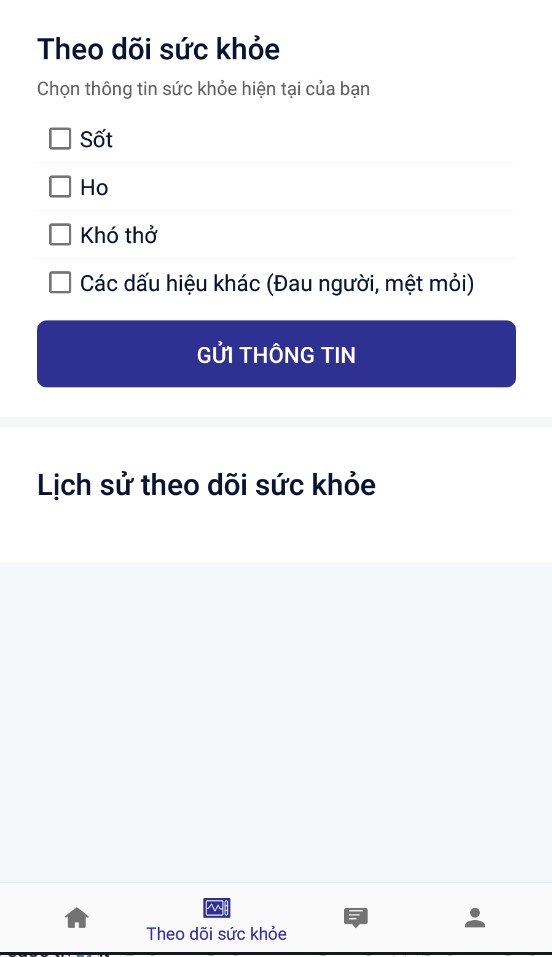 Theo dõi sức khỏe
Chọn thông tin sức khỏe hiện tại của bạn
Sốt
Ho
Khó thở
Các dấu hiệu khác (Đau người, mệt mỏi)
GỬI THÔNG TIN
Lịch sử theo dõi sức khỏe
Theo dõi sức khỏe